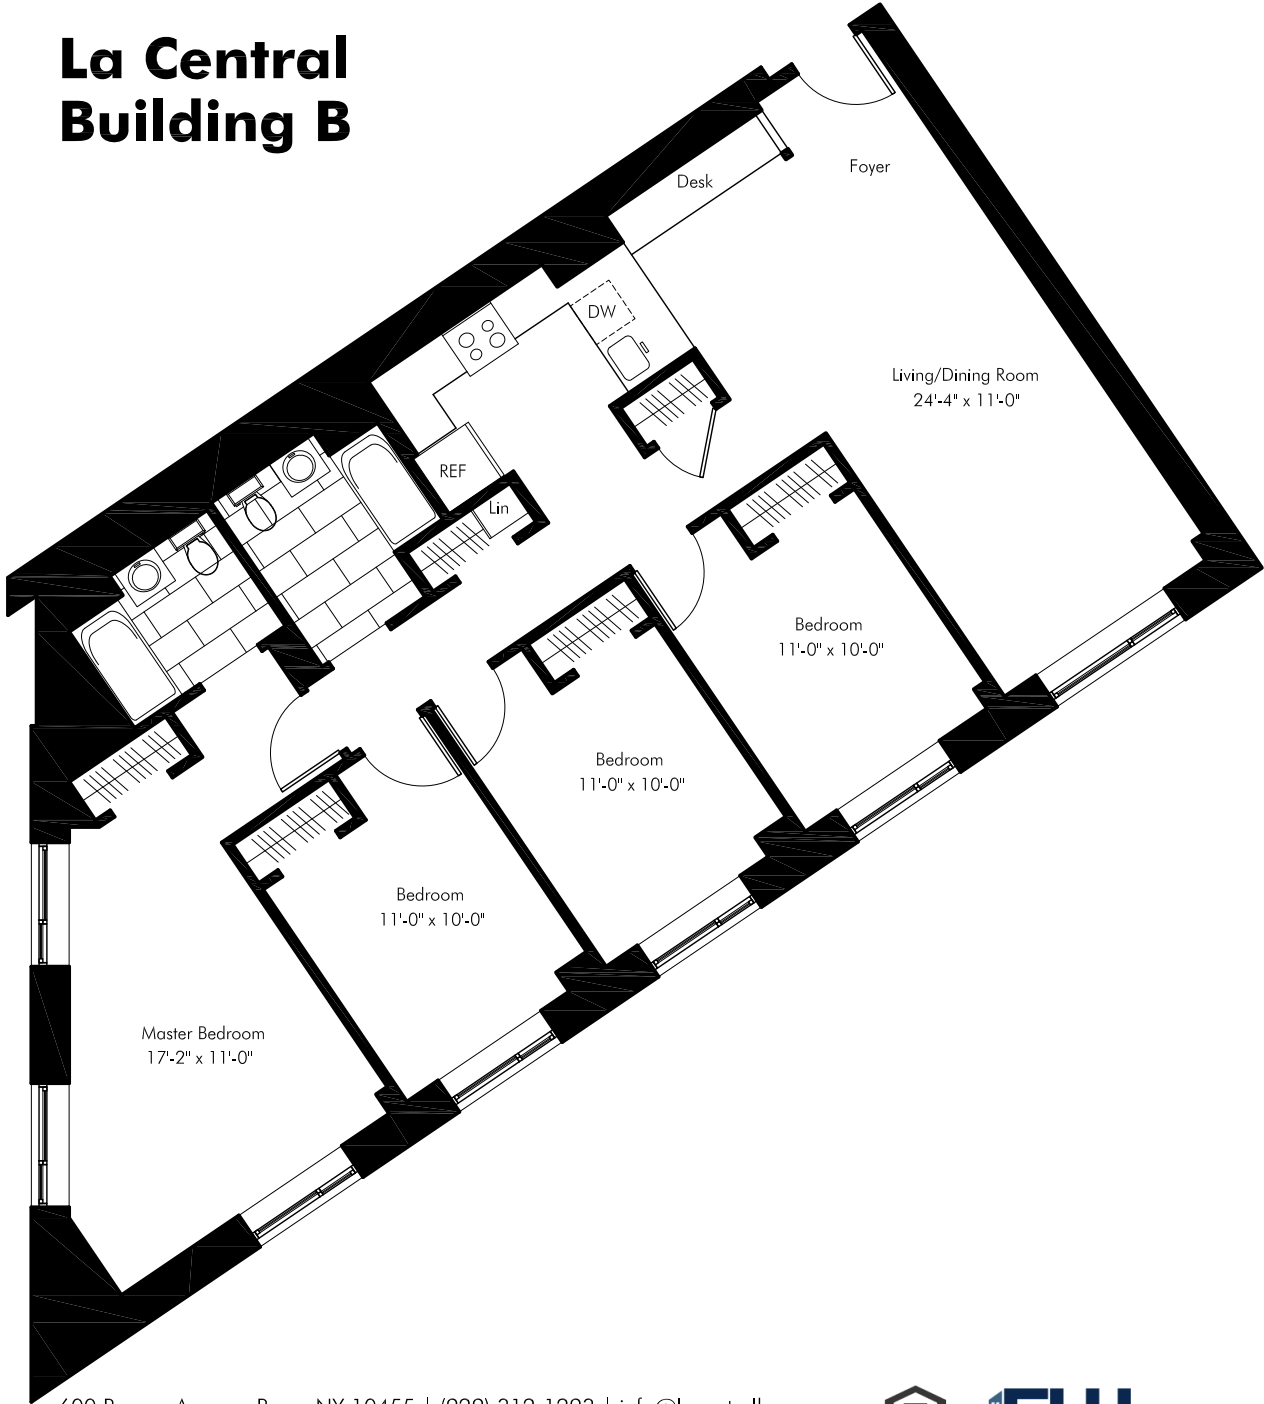 La Central
Building B
Desk
Foyer
DW
Living/Dining Room
24'-4" x 11'-0"
REF
Lin
Bedroom
11'-0" x 10'-0"
Bedroom
11'-0" x 10'-0"
Bedroom
11'-0" x 10'-0"
Master Bedroom
17'-2" x 11'-0"